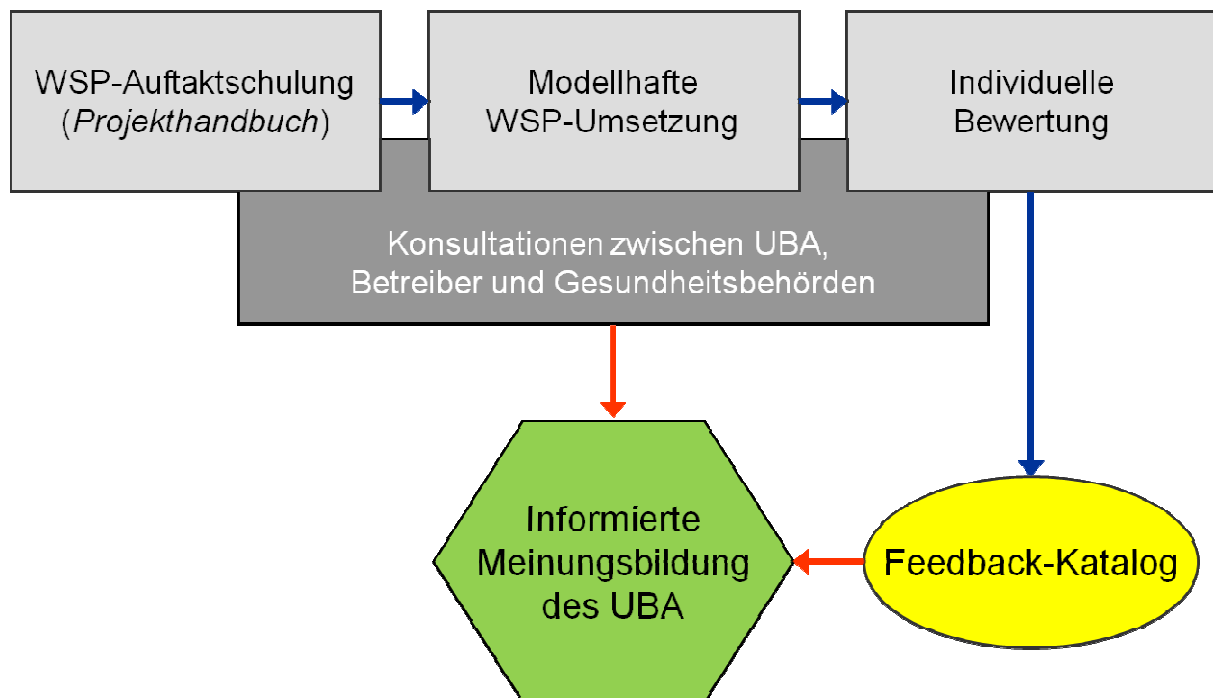 WSP-Auftaktschulung
(Projekthandbuch)
Modellhafte
WSP-Umsetzung
Individuelle
Bewertung
Konsultationen zwischen UBA,
Betreiber und Gesundheitsbehörden
Informierte
Meinungsbildung
des UBA
Feedback-Katalog